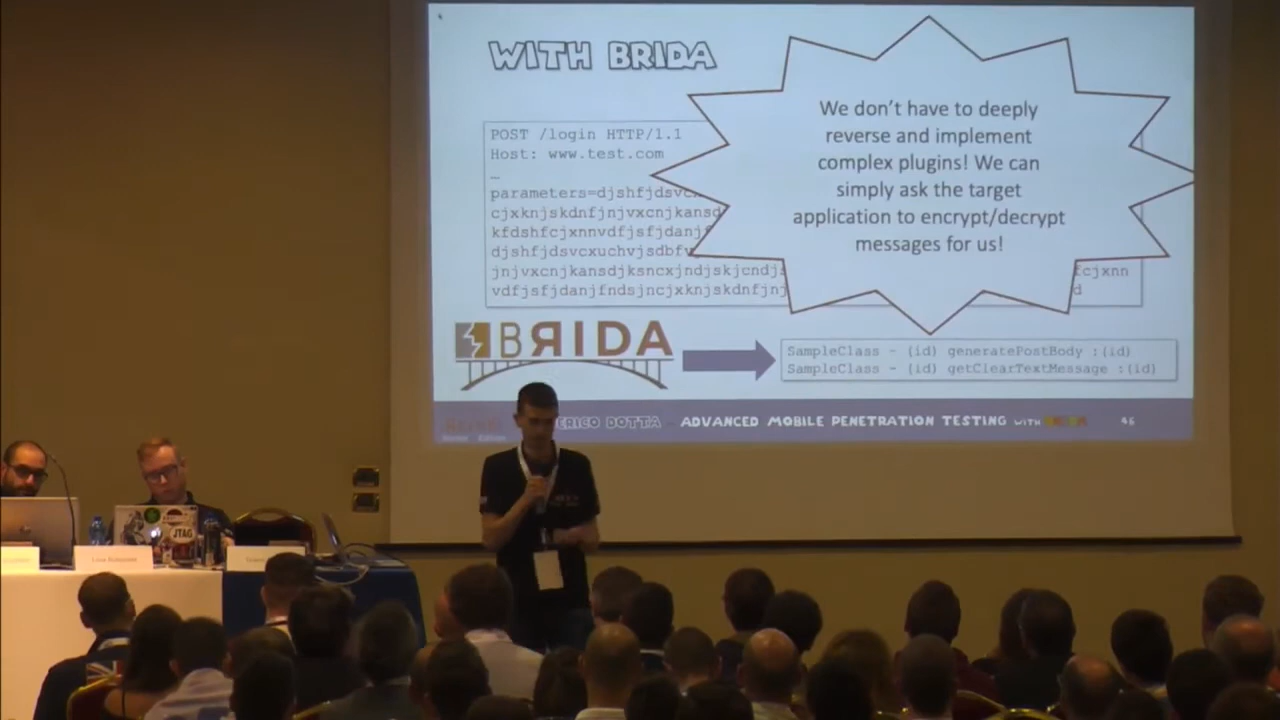 WITH BRIDA
We don't have to deeply
reverse and implement
complex plugins! We can
simply ask the target
application to encrypt/decrypt
messages for us!
POST /login HTTP/1.1
Host: www.test.com
…
parameters=djshfjdsvc
cjxknjskdnfjnjvxcnjkansd
kfdshfcjxnnvdfjsfjdanjf
djshfjdsvcxuchvjsdbfv
jnjvxcnjkansdjksncxjndjskjcndjs fcjxnn
vdfjsfjdanjfndsjncjxknjskdnfjnj d
BRIDA
SampleClass - (id) generatePostBody :(id)
SampleClass - (id) getClearTextMessage :(id)
ERICO DOTTA - ADVANCED MOBILE PENETRATION TESTING WITH BRIDA 46
JTAG